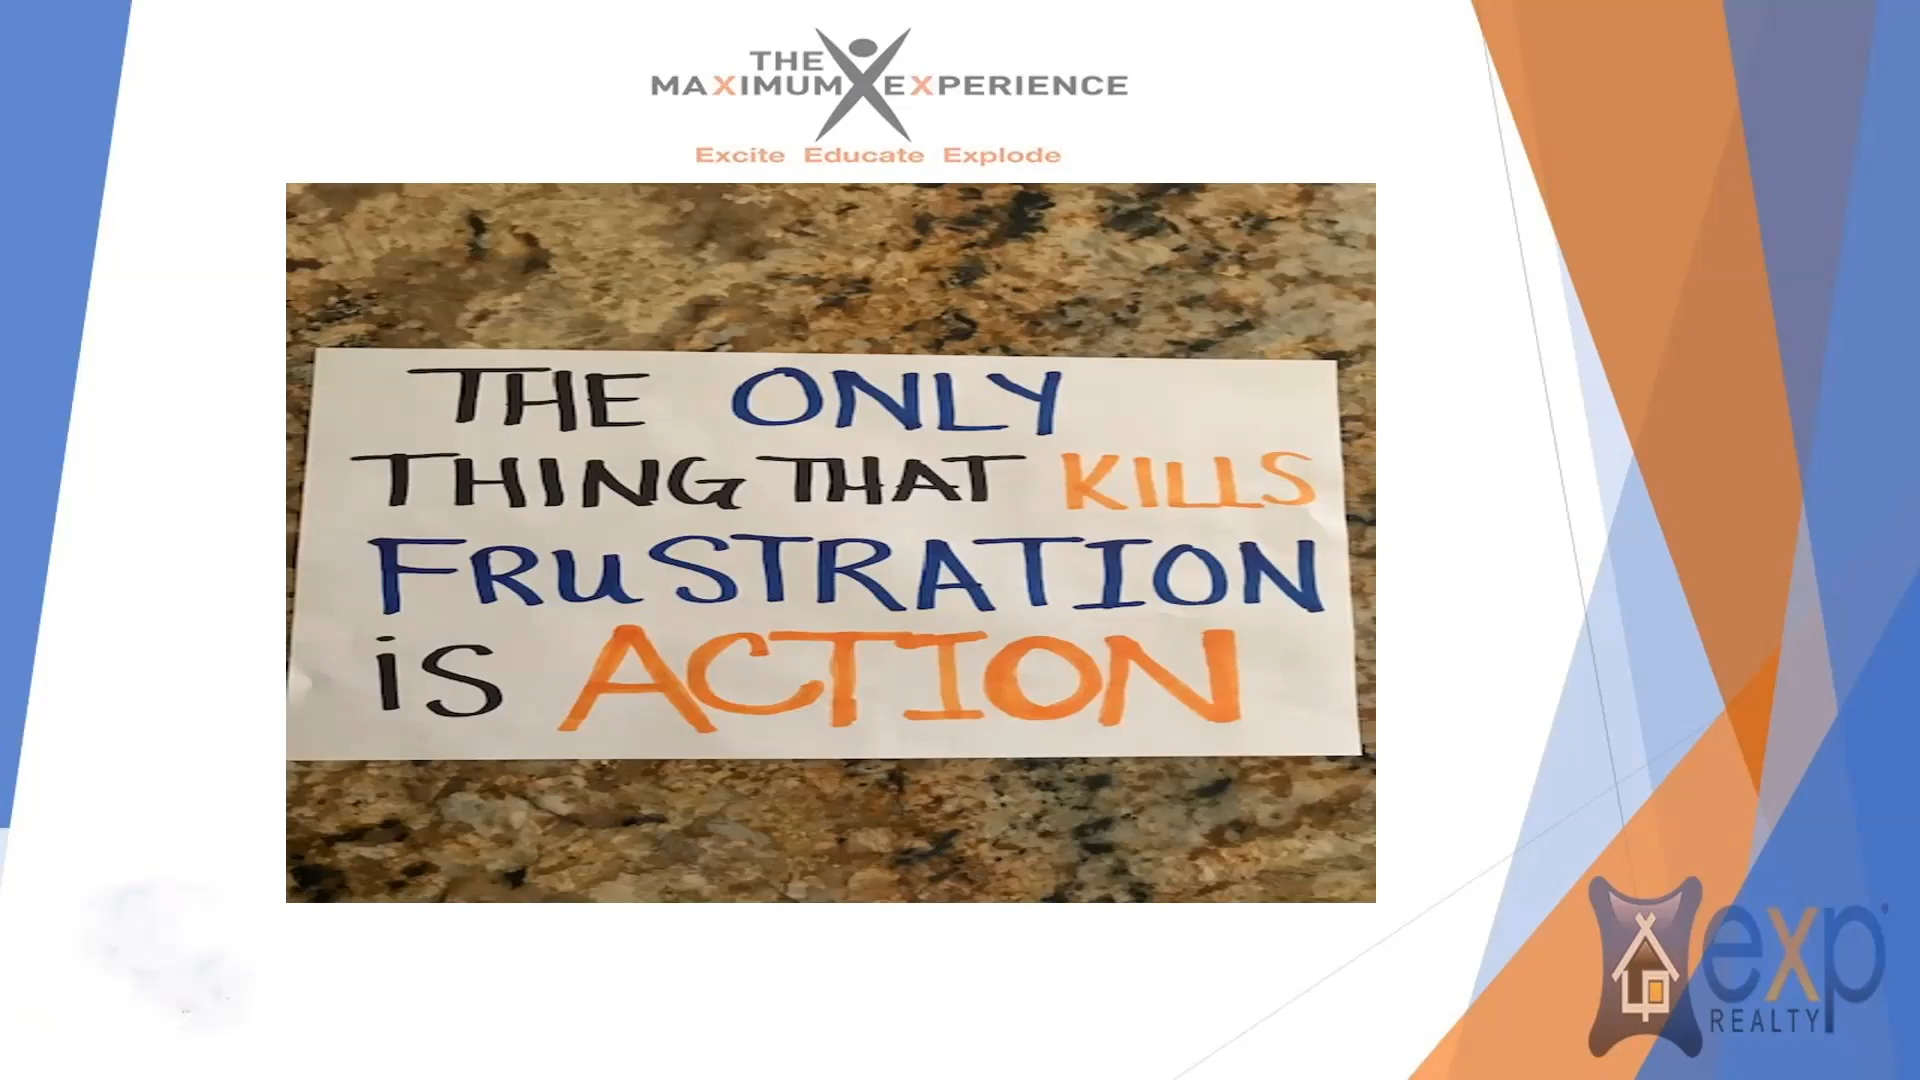 THE
MAXIMUM EXPERIENCE
Excite Educate Explode
THE ONLY
THING THAT KILLS
FRUSTRATION
iS ACTION
exp
REALTY